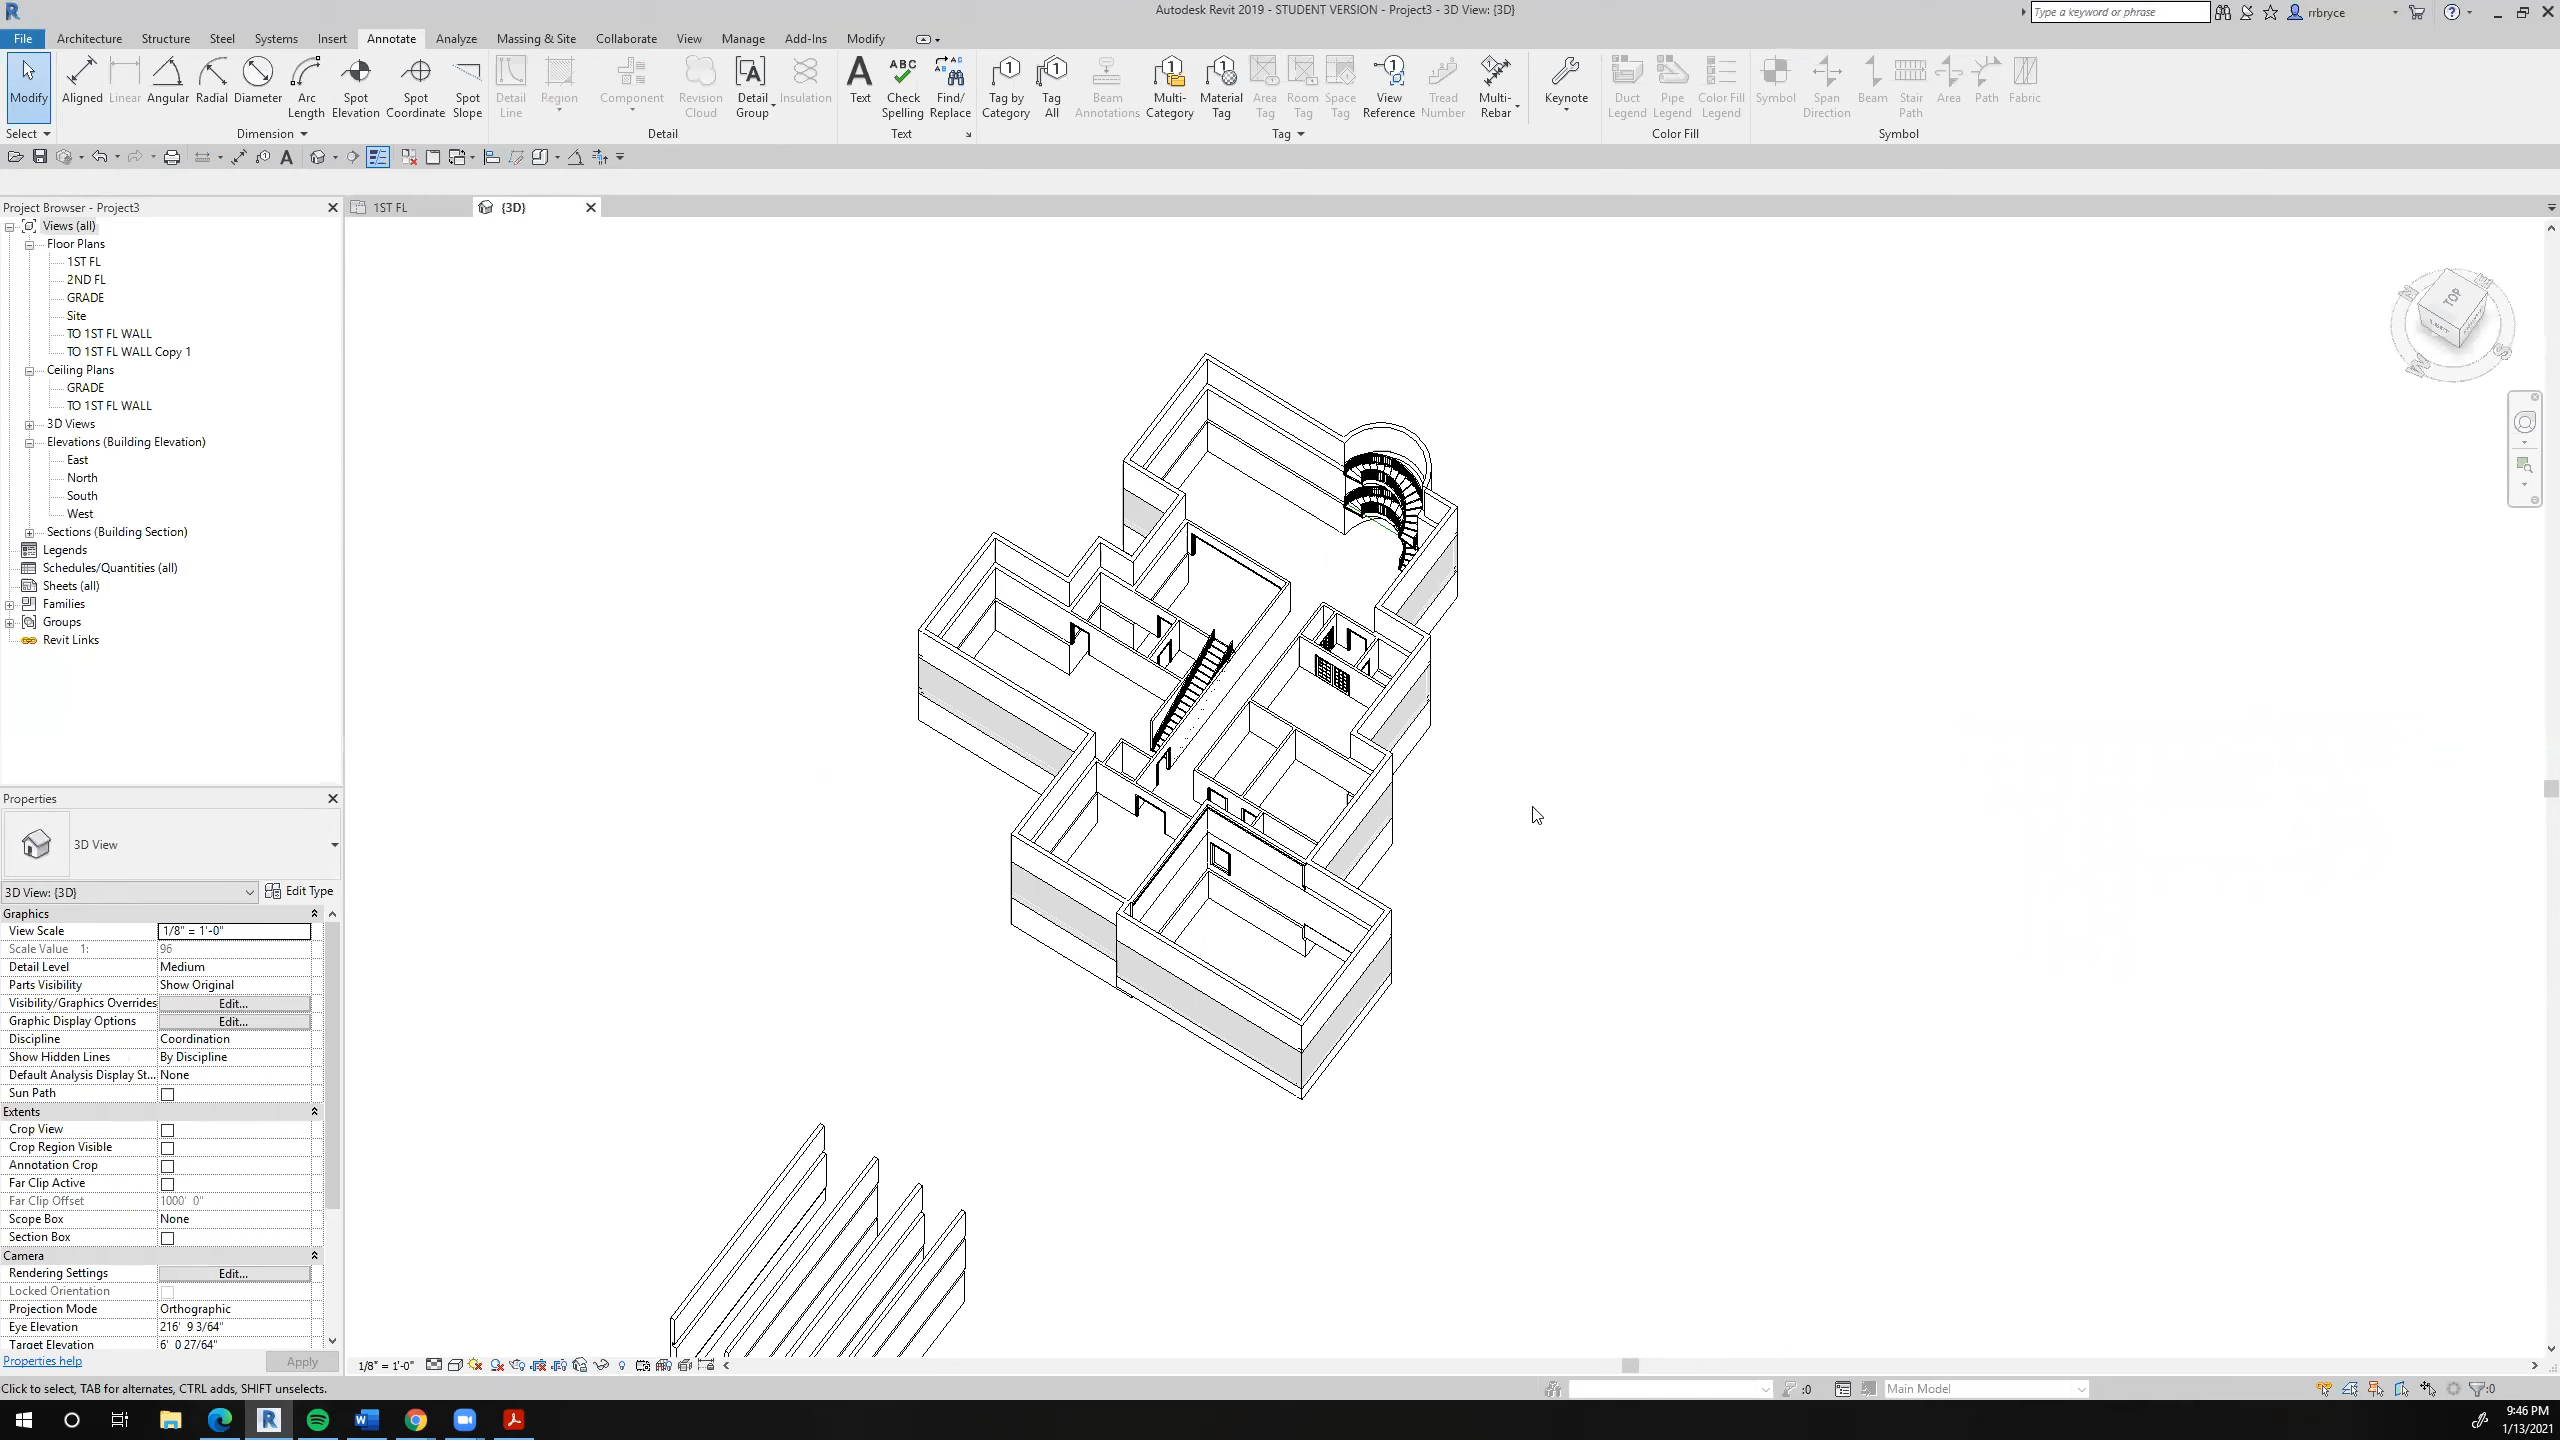 Autodesk Revit 2019 - STUDENT VERSION - Project3 - 3D View: {3D}
Type a keyword or phrase
rrbryce
File Architecture Structure Steel Systems Insert Annotate Analyze Massing & Site Collaborate View Manage Add-Ins Modify
Modify Aligned Linear Angular Radial Diameter Arc Length Spot Elevation Spot Coordinate Spot Slope Detail Line Region Component Revision Cloud Detail Group Insulation Text Check Spelling Find/ Replace Tag by Category Tag All Beam Annotations Multi- Category Material Tag Area Tag Room Tag Space Tag View Reference Tread Number Multi- Rebar Keynote Duct Legend Pipe Legend Color Fill Legend Symbol Span Direction Beam Stair Path Area Path Fabric
Select Dimension Detail Text Tag Color Fill Symbol
Project Browser - Project3
1ST FL
{3D}
Views (all)
Floor Plans
1ST FL
2ND FL
GRADE
Site
TO 1ST FL WALL
TO 1ST FL WALL Copy 1
Ceiling Plans
GRADE
TO 1ST FL WALL
3D Views
Elevations (Building Elevation)
East
North
South
West
Sections (Building Section)
Legends
Schedules/Quantities (all)
Sheets (all)
Families
Groups
Revit Links
TOP
Properties
3D View
3D View: {3D} Edit Type
Graphics
View Scale 1/8" = 1'-0"
Scale Value 1: 96
Detail Level Medium
Parts Visibility Show Original
Visibility/Graphics Overrides Edit...
Graphic Display Options Edit...
Discipline Coordination
Show Hidden Lines By Discipline
Default Analysis Display St... None
Sun Path
Extents
Crop View
Crop Region Visible
Annotation Crop
Far Clip Active
Far Clip Offset 1000' 0"
Scope Box None
Section Box
Camera
Rendering Settings Edit...
Locked Orientation
Projection Mode Orthographic
Eye Elevation 216' 9 3/64"
Target Elevation 6' 0 27/64"
Properties help Apply
1/8" = 1'-0"
Click to select, TAB for alternates, CTRL adds, SHIFT unselects.
:0
Main Model
:0
9:46 PM
1/13/2021